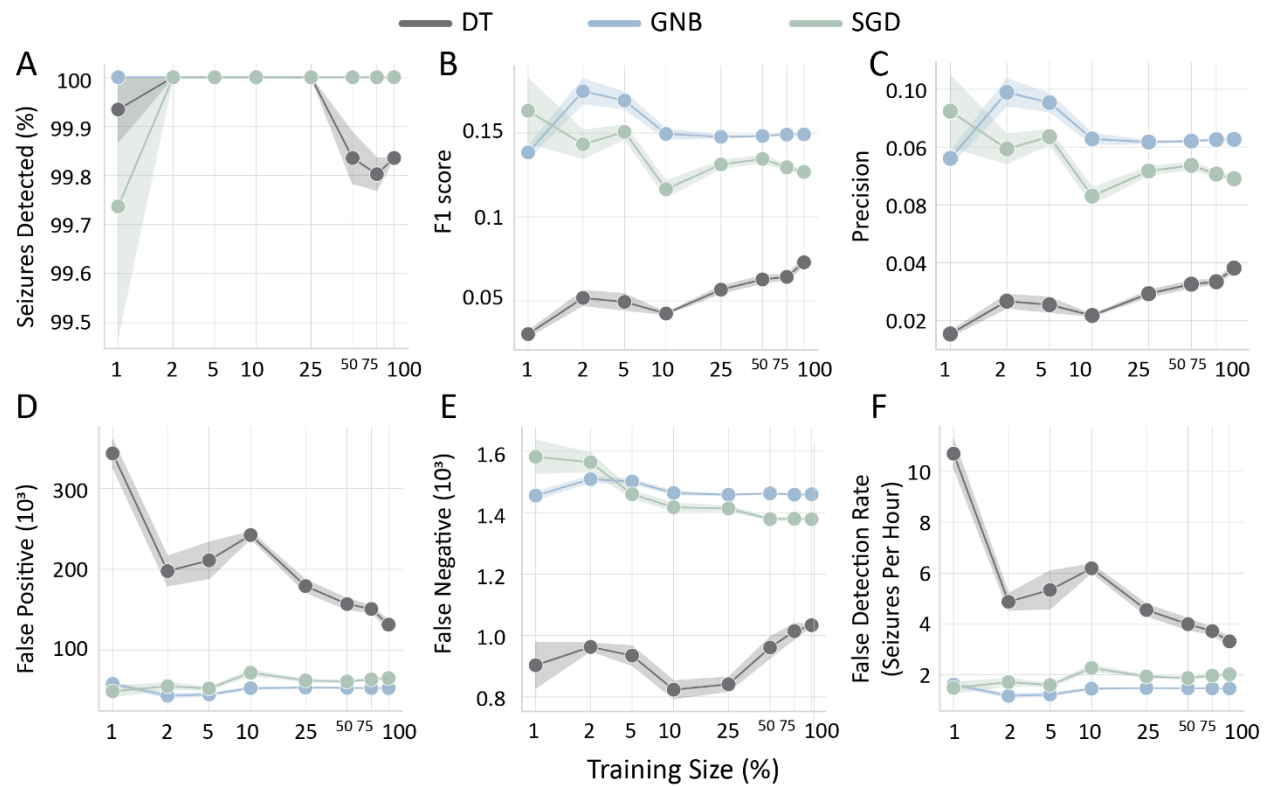 DT GNB SGD
A
Seizures Detected (%)
100
99.9
99.8
99.7
99.6
99.5
1 2 5 10 25 50 75 100
B
F1 score
0.15
0.1
0.05
1 2 5 10 25 50 75 100
C
Precision
0.10
0.06
0.08
0.04
0.02
1 2 5 10 25 50 75 100
D
False Positive (10³)
300
200
100
1 2 5 10 25 50 75 100
E
False Negative (10³)
1.6
1.4
1.2
1.0
0.8
1 2 5 10 25 50 75 100
F
False Detection Rate
(Seizures Per Hour)
10
8
6
4
2
1 2 5 10 25 50 75 100
Training Size (%)